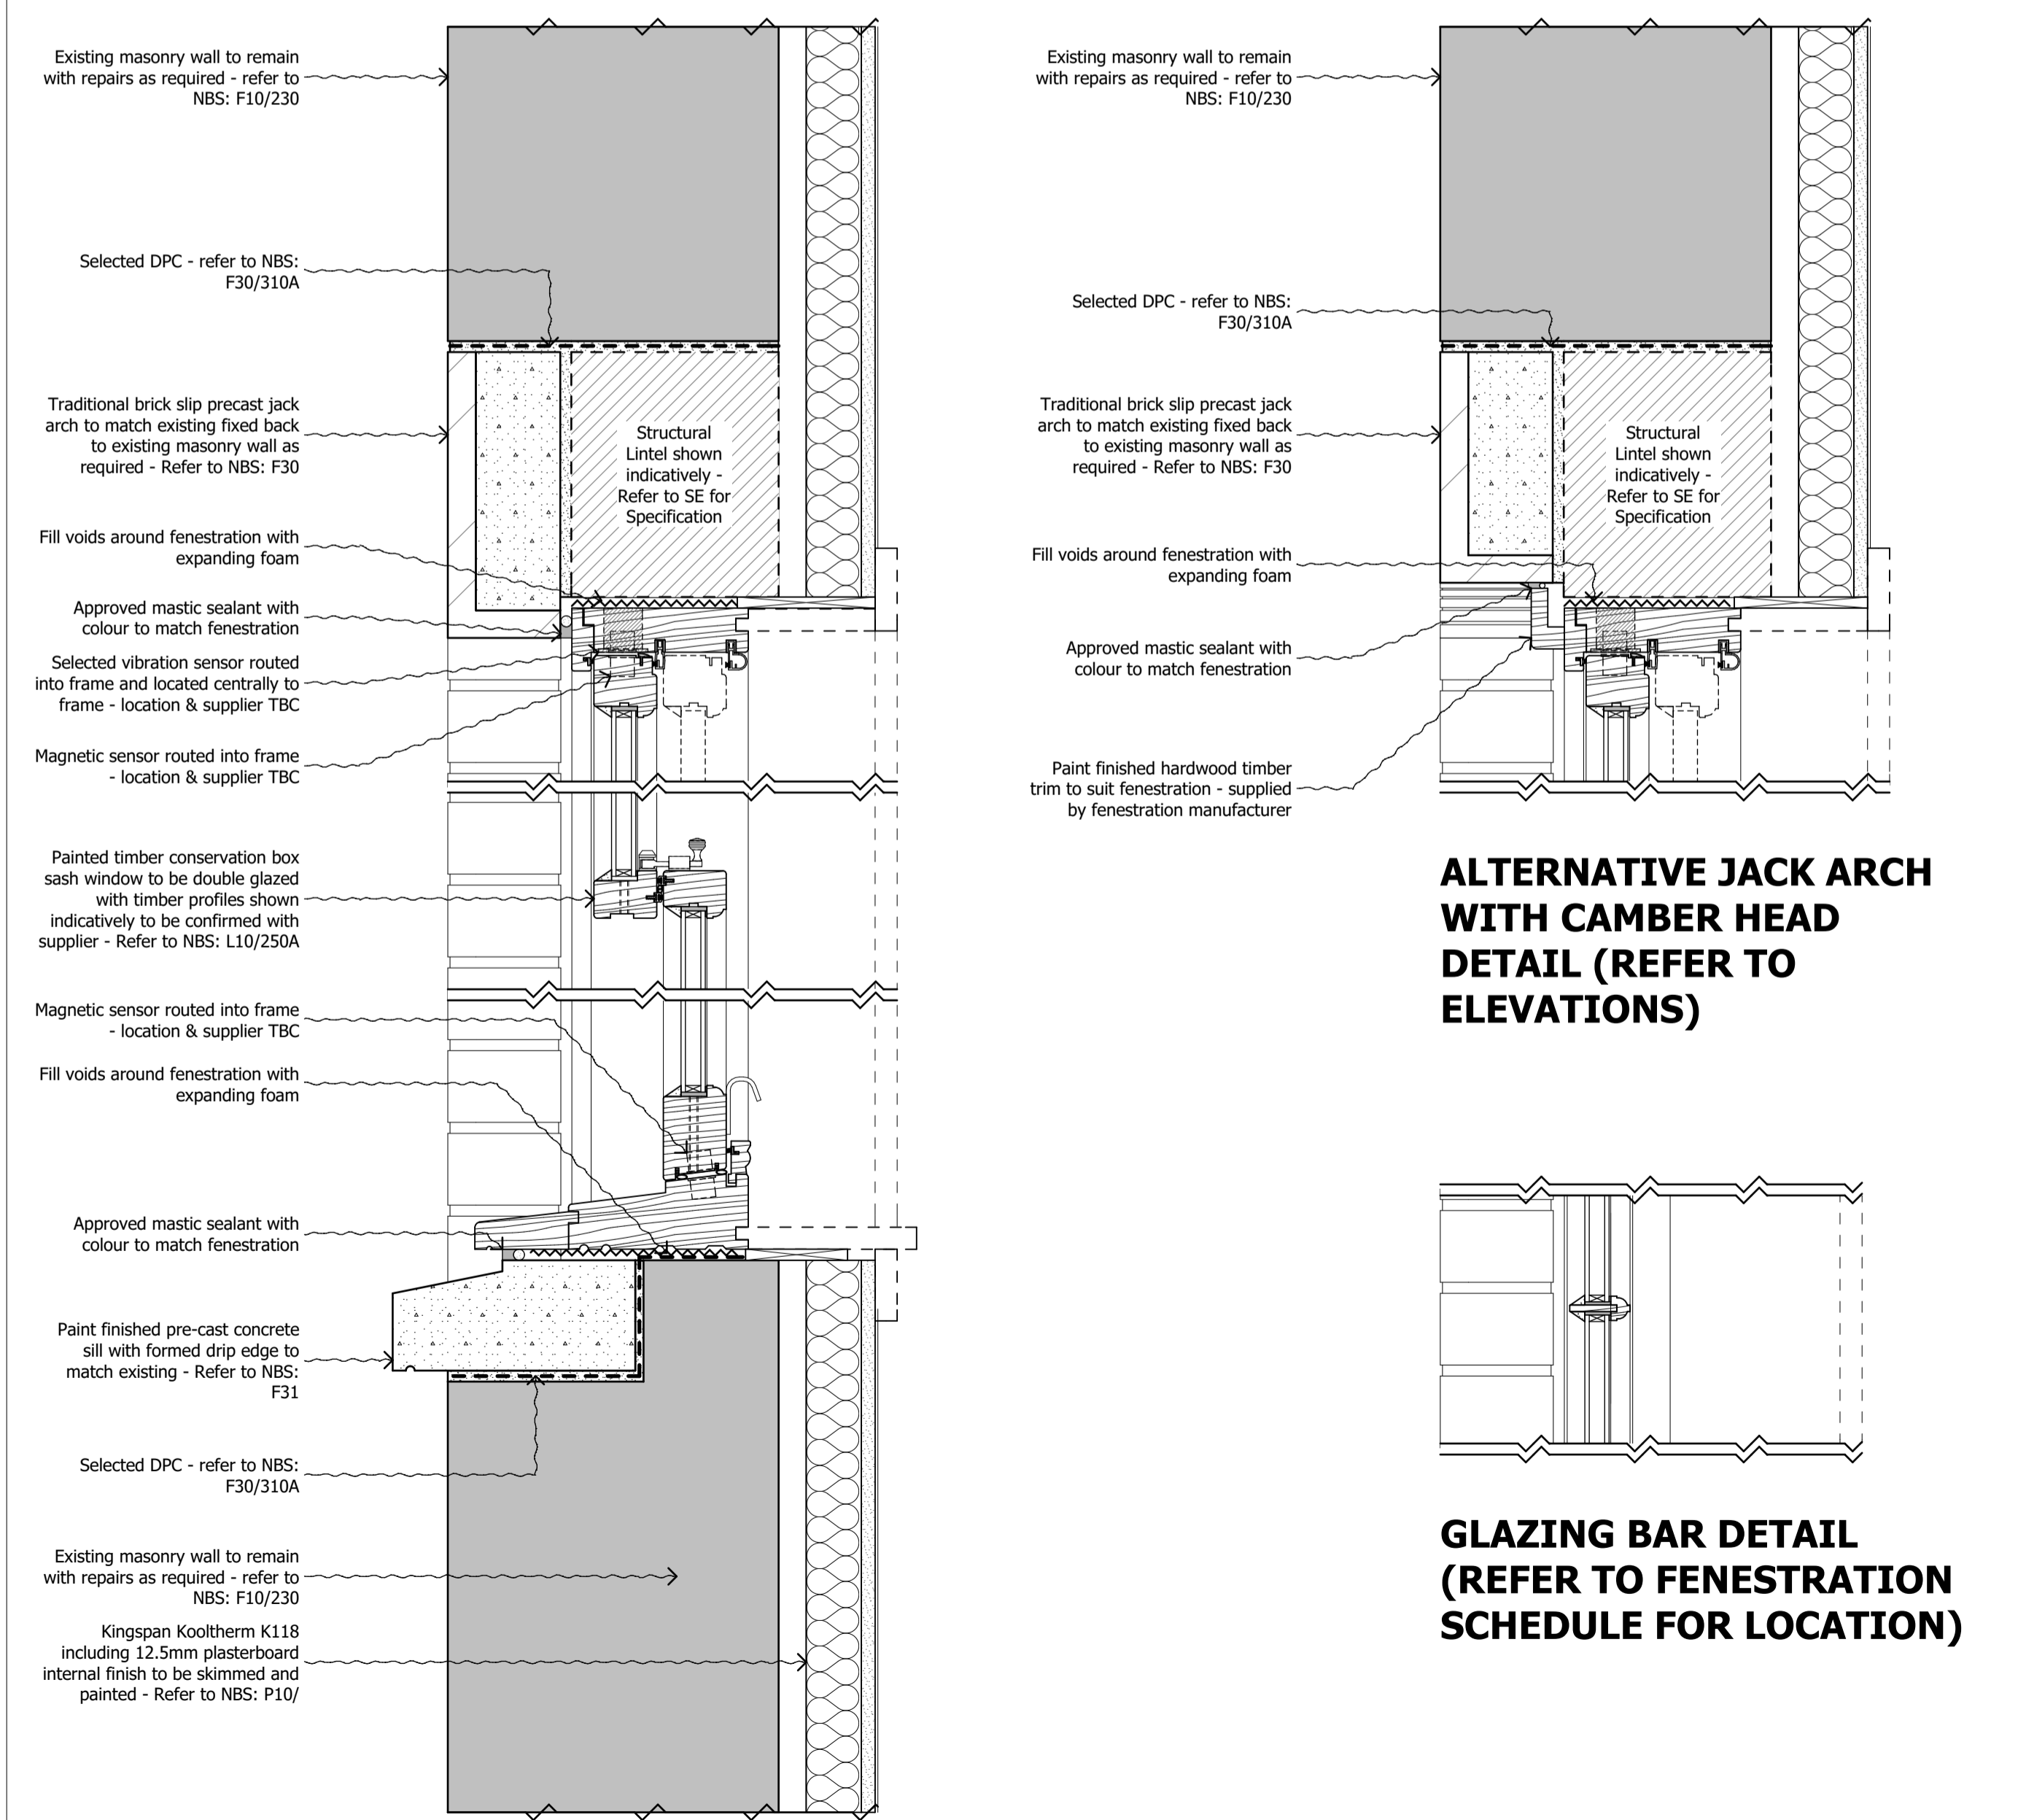 Existing masonry wall to remain
with repairs as required - refer to
NBS: F10/230
Selected DPC - refer to NBS:
F30/310A
Traditional brick slip precast jack
arch to match existing fixed back
to existing masonry wall as
required - Refer to NBS: F30
Structural
Lintel shown
indicatively -
Refer to SE for
Specification
Fill voids around fenestration with
expanding foam
Approved mastic sealant with
colour to match fenestration
Selected vibration sensor routed
into frame and located centrally to
frame - location & supplier TBC
Magnetic sensor routed into frame
- location & supplier TBC
Painted timber conservation box
sash window to be double glazed
with timber profiles shown
indicatively to be confirmed with
supplier - Refer to NBS: L10/250A
Magnetic sensor routed into frame
- location & supplier TBC
Fill voids around fenestration with
expanding foam
Approved mastic sealant with
colour to match fenestration
Paint finished pre-cast concrete
sill with formed drip edge to
match existing - Refer to NBS:
F31
Selected DPC - refer to NBS:
F30/310A
Existing masonry wall to remain
with repairs as required - refer to
NBS: F10/230
Kingspan Kooltherm K118
including 12.5mm plasterboard
internal finish to be skimmed and
painted - Refer to NBS: P10/
Existing masonry wall to remain
with repairs as required - refer to
NBS: F10/230
Selected DPC - refer to NBS:
F30/310A
Traditional brick slip precast jack
arch to match existing fixed back
to existing masonry wall as
required - Refer to NBS: F30
Structural
Lintel shown
indicatively -
Refer to SE for
Specification
Fill voids around fenestration with
expanding foam
Approved mastic sealant with
colour to match fenestration
Paint finished hardwood timber
trim to suit fenestration - supplied
by fenestration manufacturer
ALTERNATIVE JACK ARCH
WITH CAMBER HEAD
DETAIL (REFER TO
ELEVATIONS)
GLAZING BAR DETAIL
(REFER TO FENESTRATION
SCHEDULE FOR LOCATION)